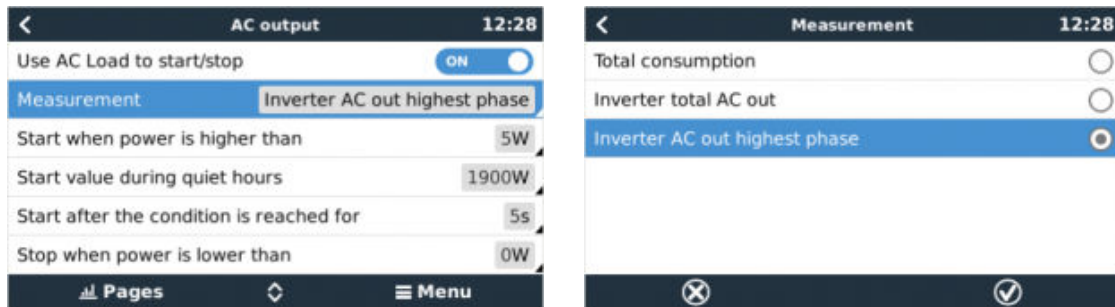 AC output 12:28
Use AC Load to start/stop ON
Measurement Inverter AC out highest phase
Start when power is higher than 5W
Start value during quiet hours 1900W
Start after the condition is reached for 5s
Stop when power is lower than 0W
Pages Menu
Measurement 12:28
Total consumption
Inverter total AC out
Inverter AC out highest phase